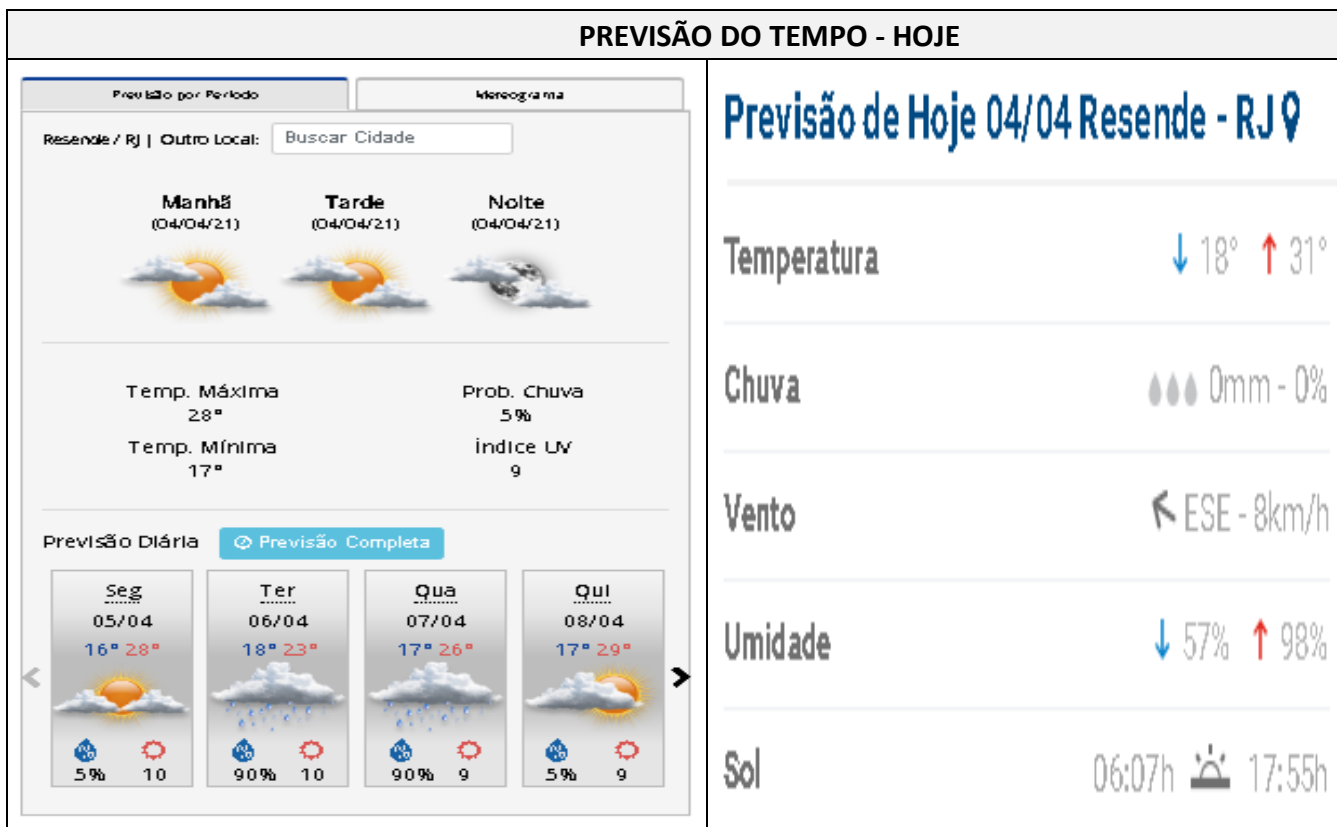 PREVISÃO DO TEMPO - HOJE
Previsão por Período
Meteograma
Resende / RJ | Outro Local: Buscar Cidade
Manhã Tarde Noite
(04/04/21) (04/04/21) (04/04/21)
Temp. Máxima Prob. Chuva
28° 5%
Temp. Mínima Índice UV
17° 9
Previsão Diária Previsão Completa
Seg Ter Qua Qui
05/04 06/04 07/04 08/04
16° 28° 18° 23° 17° 26° 17° 29°
5% 10 90% 10 90% 9 5% 9
Previsão de Hoje 04/04 Resende - RJ
Temperatura ↓ 18° ↑ 31°
Chuva 0mm - 0%
Vento ESE - 8km/h
Umidade ↓ 57% ↑ 98%
Sol 06:07h 17:55h